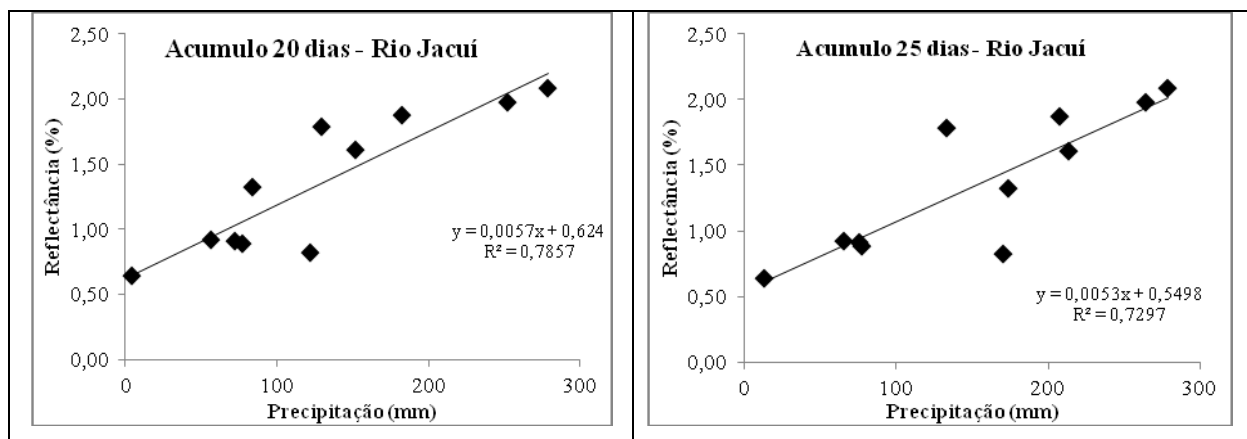 Acumulo 20 dias - Rio Jacuí
Reflectância (%)
2,50
2,00
1,50
1,00
0,50
0,00
y = 0,0057x + 0,624
R² = 0,7857
0
100
200
300
Precipitação (mm)
Acumulo 25 dias - Rio Jacuí
Reflectância (%)
2,50
2,00
1,50
1,00
0,50
0,00
y = 0,0053x + 0,5498
R² = 0,7297
0
100
200
300
Precipitação (mm)